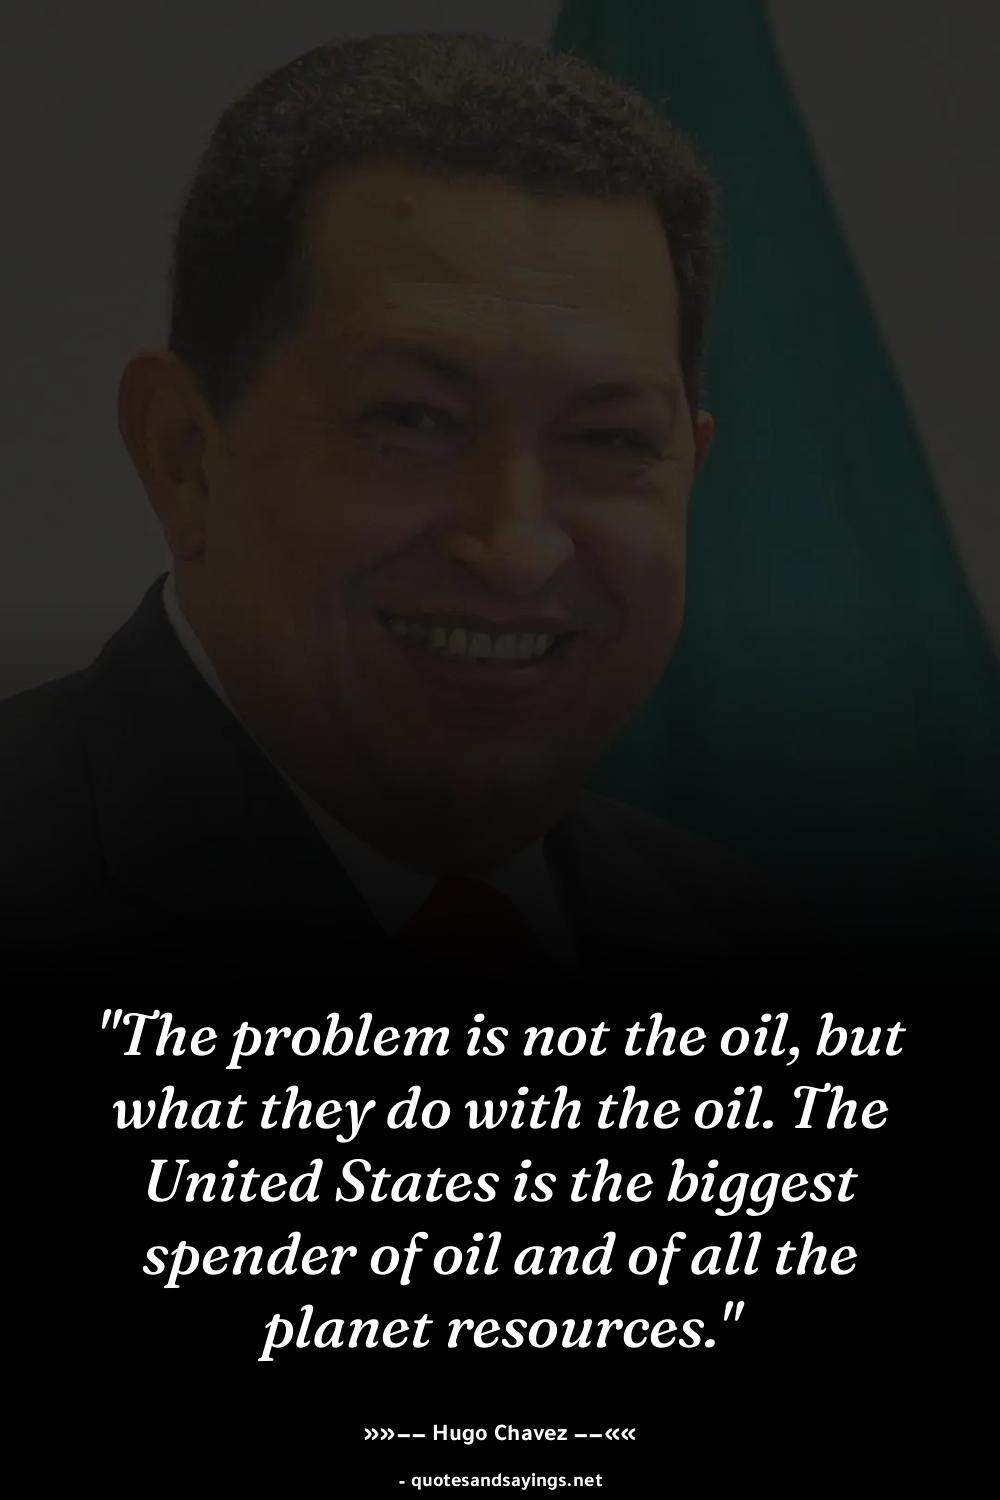 "The problem is not the oil, but
what they do with the oil. The
United States is the biggest
spender of oil and of all the
planet resources."
»»–– Hugo Chavez ––««
- quotesandsayings.net